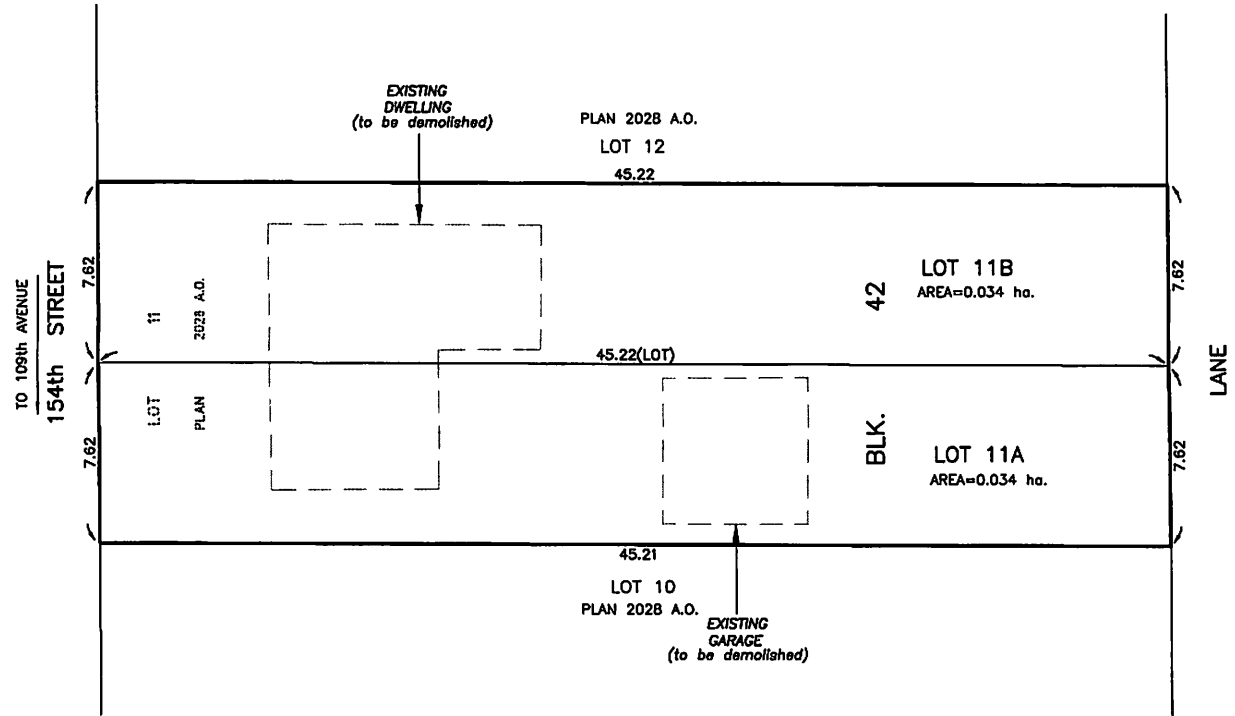 EXISTING
DWELLING
(to be demolished)
PLAN 2028 A.O.
LOT 12
45.22
TO 109th AVENUE
154th STREET
7.62
7.62
LOT 11
PLAN 2028 A.O.
45.22(LOT)
BLK. 42
LOT 11B
AREA=0.034 ha.
LOT 11A
AREA=0.034 ha.
7.62
7.62
LANE
45.21
LOT 10
PLAN 2028 A.O.
EXISTING
GARAGE
(to be demolished)